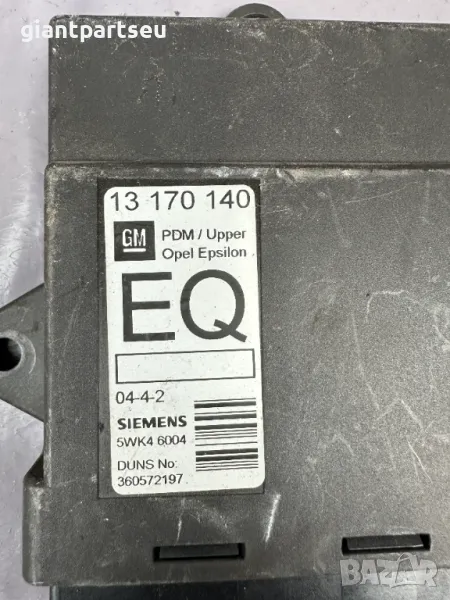 giantpartseu
13 170 140
GM
PDM / Upper
Opel Epsilon
EQ
04-4-2
SIEMENS
5WK4 6004
DUNS No:
360572197
BAZAR